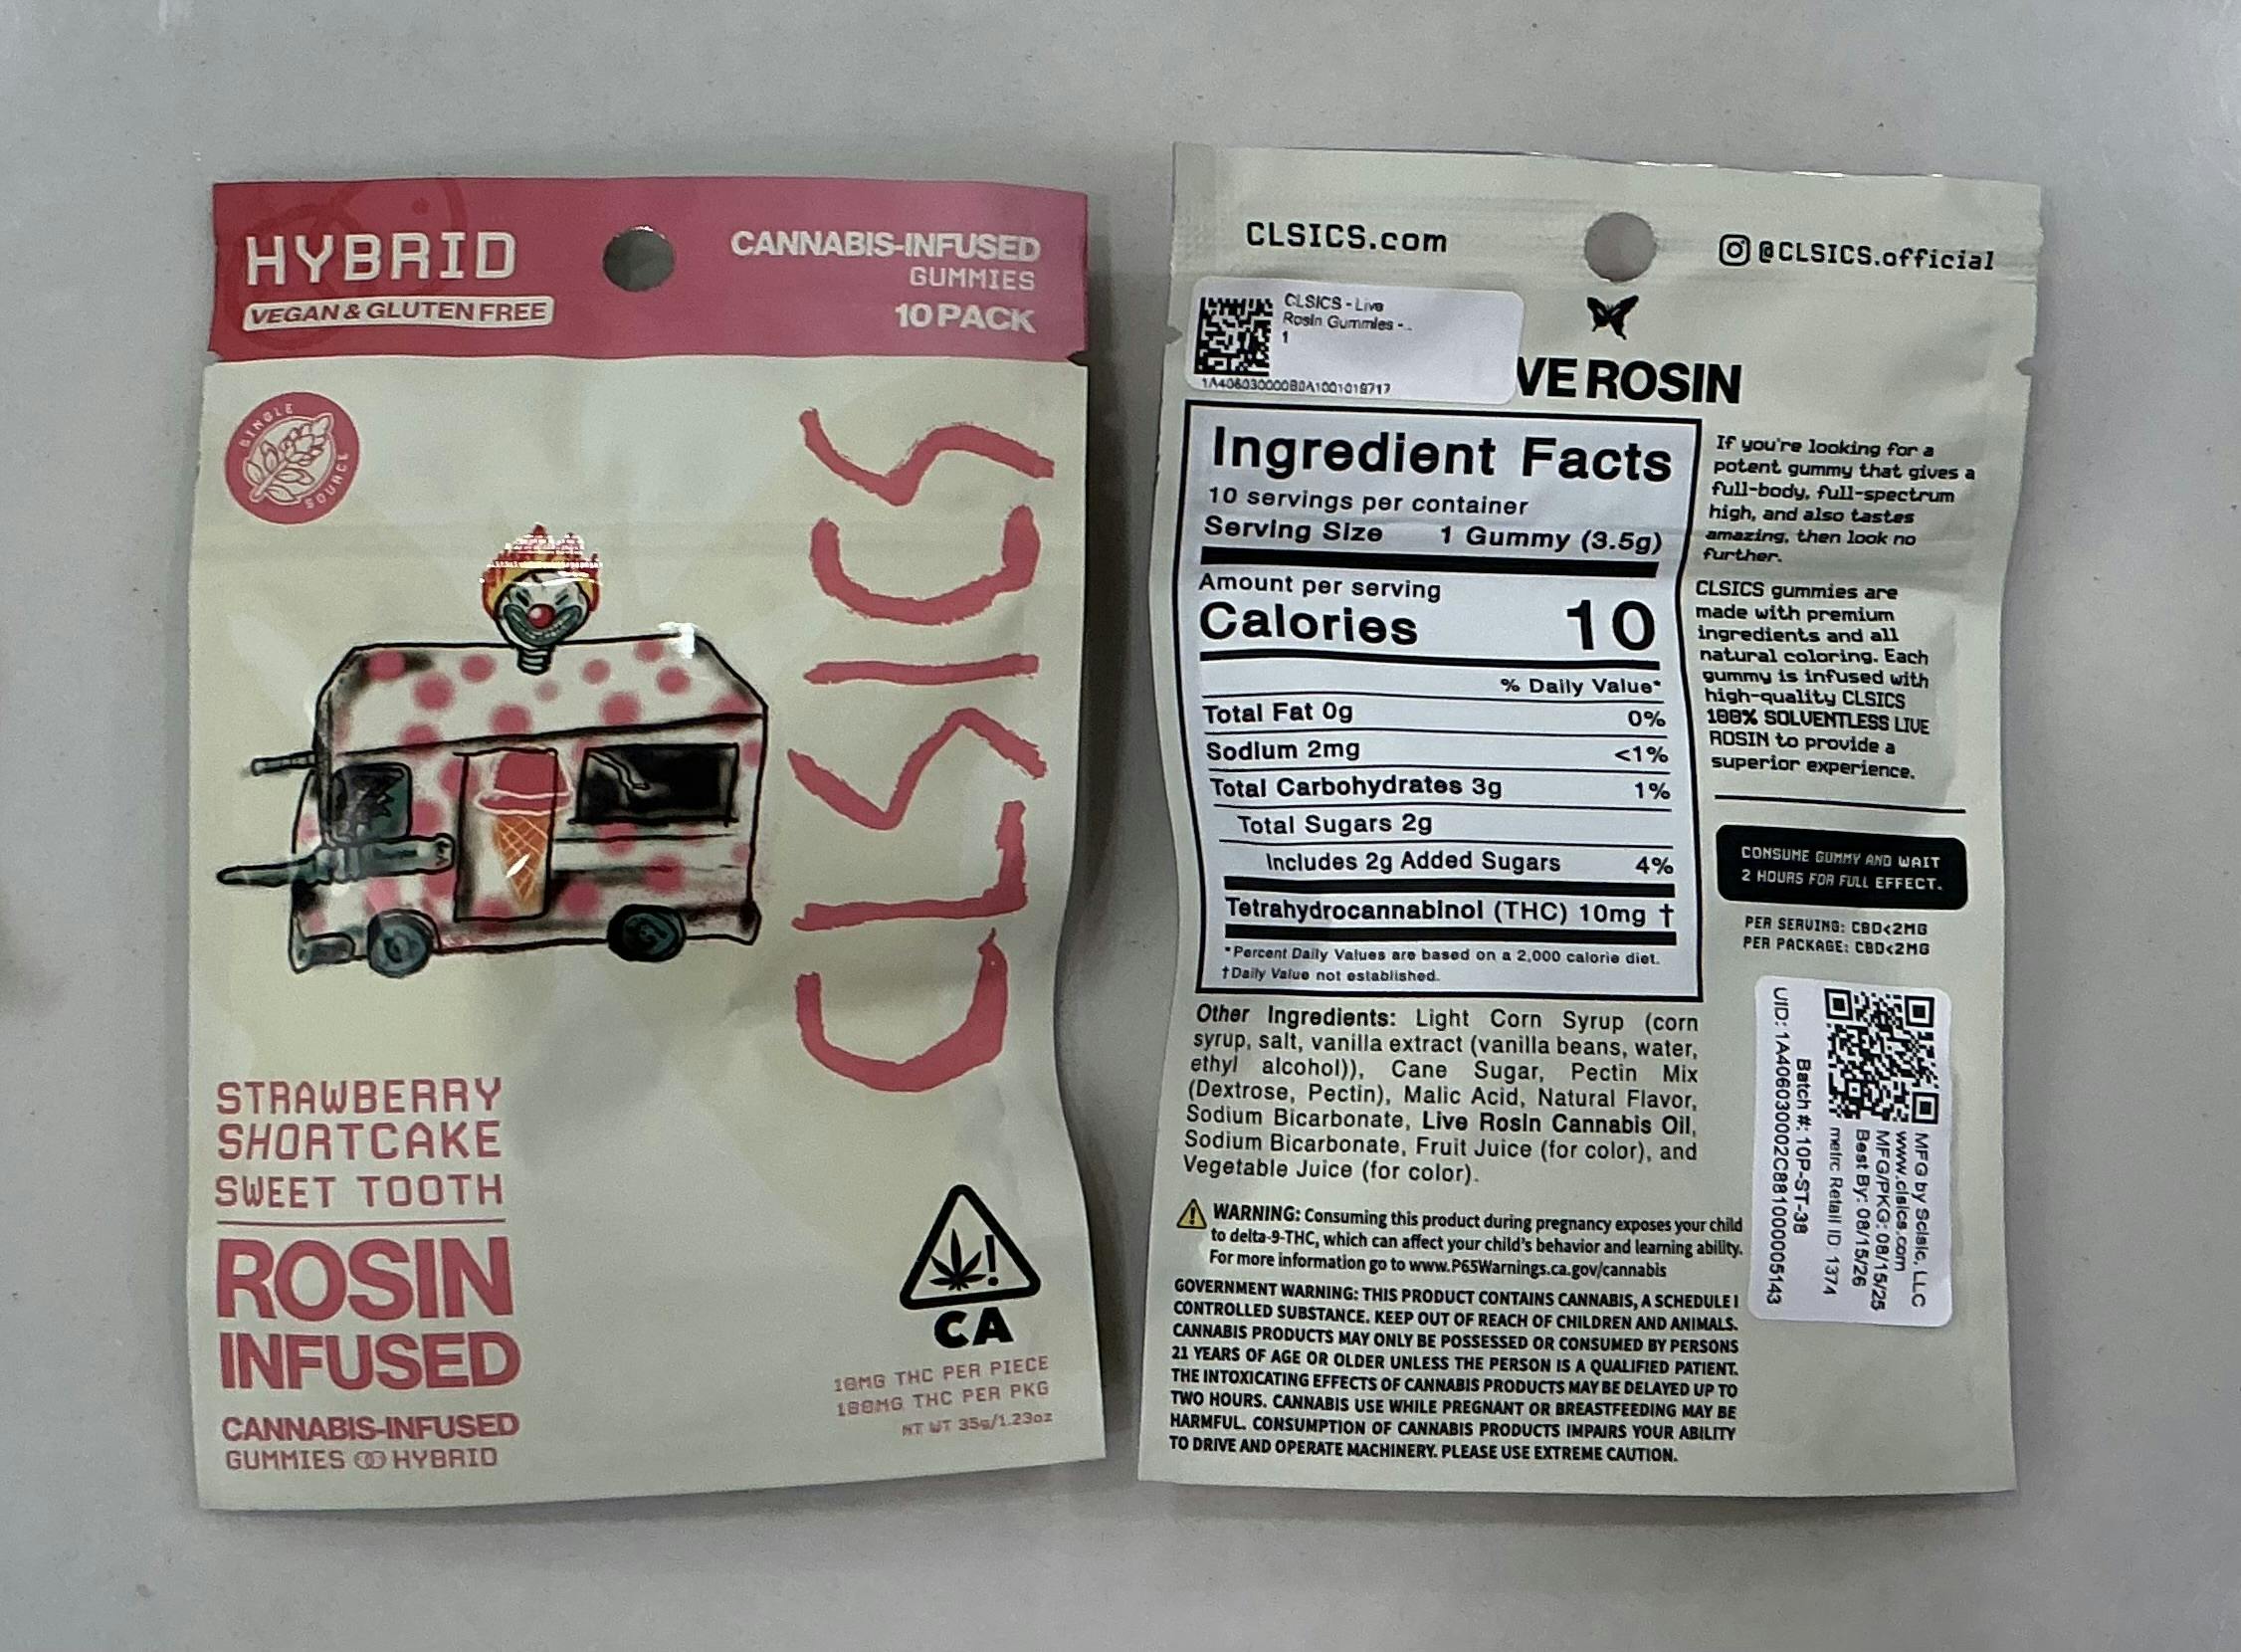 HYBRID
VEGAN & GLUTEN FREE
CANNABIS-INFUSED
GUMMIES
10 PACK
SINGLE
SOURCE
CLSICS
STRAWBERRY
SHORTCAKE
SWEET TOOTH
ROSIN
INFUSED
CANNABIS-INFUSED
GUMMIES HYBRID
CA
10MG THC PER PIECE
100MG THC PER PKG
NT WT 35g/1.23oz
CLSICS.com
@CLSICS.official
CLSICS - Live
Rosin Gummies -..
1
1A406030000B0A1001019717
VE ROSIN
Ingredient Facts
10 servings per container
Serving Size 1 Gummy (3.5g)
Amount per serving
Calories 10
% Daily Value*
Total Fat 0g 0%
Sodium 2mg <1%
Total Carbohydrates 3g 1%
Total Sugars 2g
Includes 2g Added Sugars 4%
Tetrahydrocannabinol (THC) 10mg †
*Percent Daily Values are based on a 2,000 calorie diet.
†Daily Value not established.
Other Ingredients: Light Corn Syrup (corn
syrup, salt, vanilla extract (vanilla beans, water,
ethyl alcohol)), Cane Sugar, Pectin Mix
(Dextrose, Pectin), Malic Acid, Natural Flavor,
Sodium Bicarbonate, Live Rosin Cannabis Oil,
Sodium Bicarbonate, Fruit Juice (for color), and
Vegetable Juice (for color).
WARNING: Consuming this product during pregnancy exposes your child
to delta-9-THC, which can affect your child's behavior and learning ability.
For more information go to www.P65Warnings.ca.gov/cannabis
GOVERNMENT WARNING: THIS PRODUCT CONTAINS CANNABIS, A SCHEDULE I
CONTROLLED SUBSTANCE. KEEP OUT OF REACH OF CHILDREN AND ANIMALS.
CANNABIS PRODUCTS MAY ONLY BE POSSESSED OR CONSUMED BY PERSONS
21 YEARS OF AGE OR OLDER UNLESS THE PERSON IS A QUALIFIED PATIENT.
THE INTOXICATING EFFECTS OF CANNABIS PRODUCTS MAY BE DELAYED UP TO
TWO HOURS. CANNABIS USE WHILE PREGNANT OR BREASTFEEDING MAY BE
HARMFUL. CONSUMPTION OF CANNABIS PRODUCTS IMPAIRS YOUR ABILITY
TO DRIVE AND OPERATE MACHINERY. PLEASE USE EXTREME CAUTION.
If you're looking for a
potent gummy that gives a
full-body, full-spectrum
high, and also tastes
amazing, then look no
further.
CLSICS gummies are
made with premium
ingredients and all
natural coloring. Each
gummy is infused with
high-quality CLSICS
100% SOLVENTLESS LIVE
ROSIN to provide a
superior experience.
CONSUME GUMMY AND WAIT
2 HOURS FOR FULL EFFECT.
PER SERVING: CBD<2MG
PER PACKAGE: CBD<2MG
MFG by Sclsic, LLC
www.clsics.com
MFG/PKG: 08/15/25
Best By: 08/15/26
metrc Retail ID: 1374
Batch #: 10P-ST-38
UID: 1A4060300002C88100005143